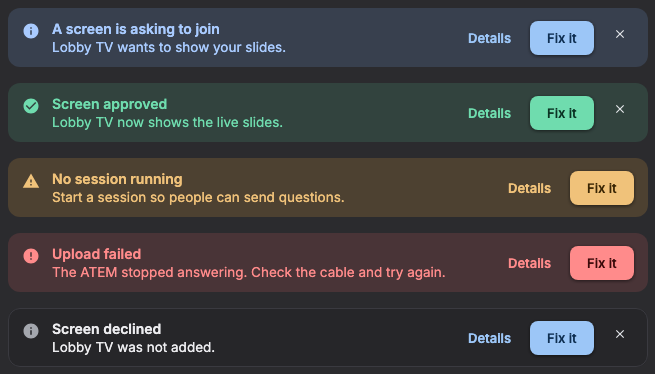 A screen is asking to join
Lobby TV wants to show your slides.
Details
Fix it
Screen approved
Lobby TV now shows the live slides.
Details
Fix it
No session running
Start a session so people can send questions.
Details
Fix it
Upload failed
The ATEM stopped answering. Check the cable and try again.
Details
Fix it
Screen declined
Lobby TV was not added.
Details
Fix it